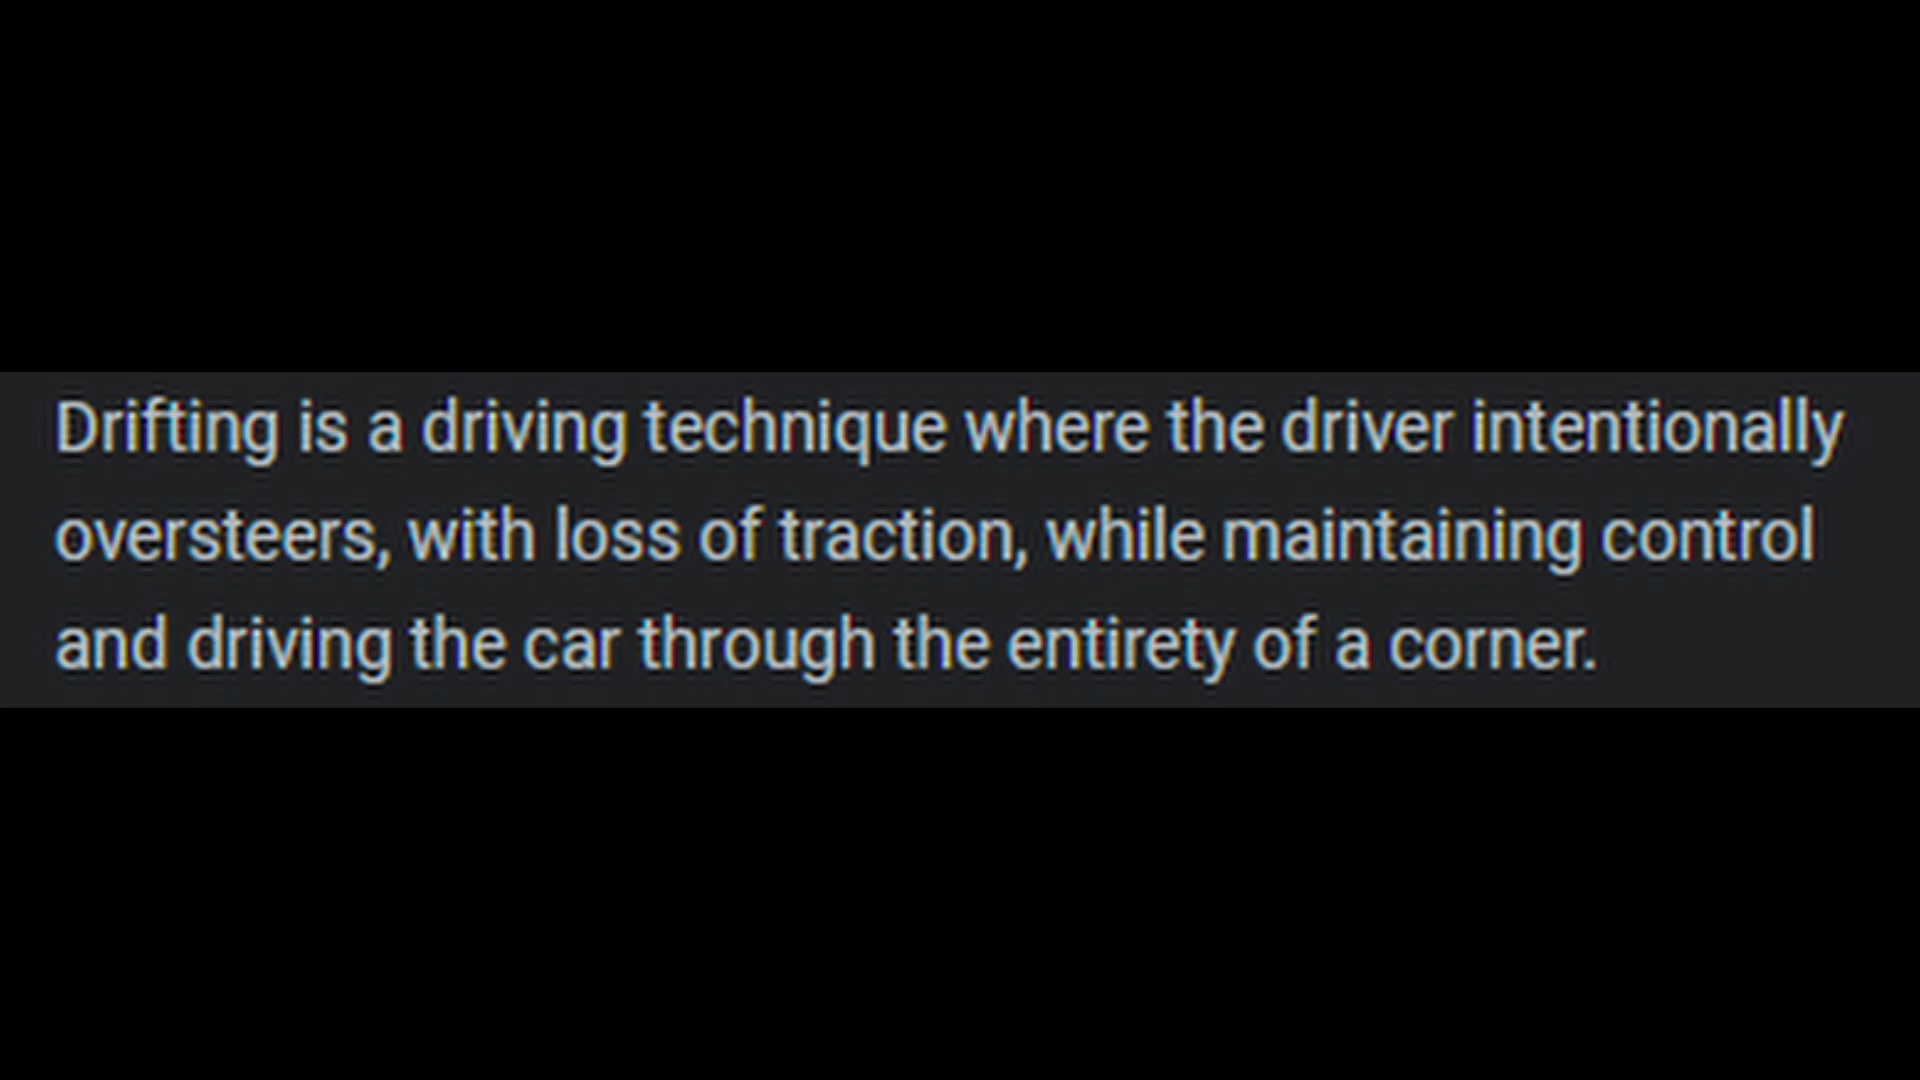 Drifting is a driving technique where the driver intentionally
oversteers, with loss of traction, while maintaining control
and driving the car through the entirety of a corner.